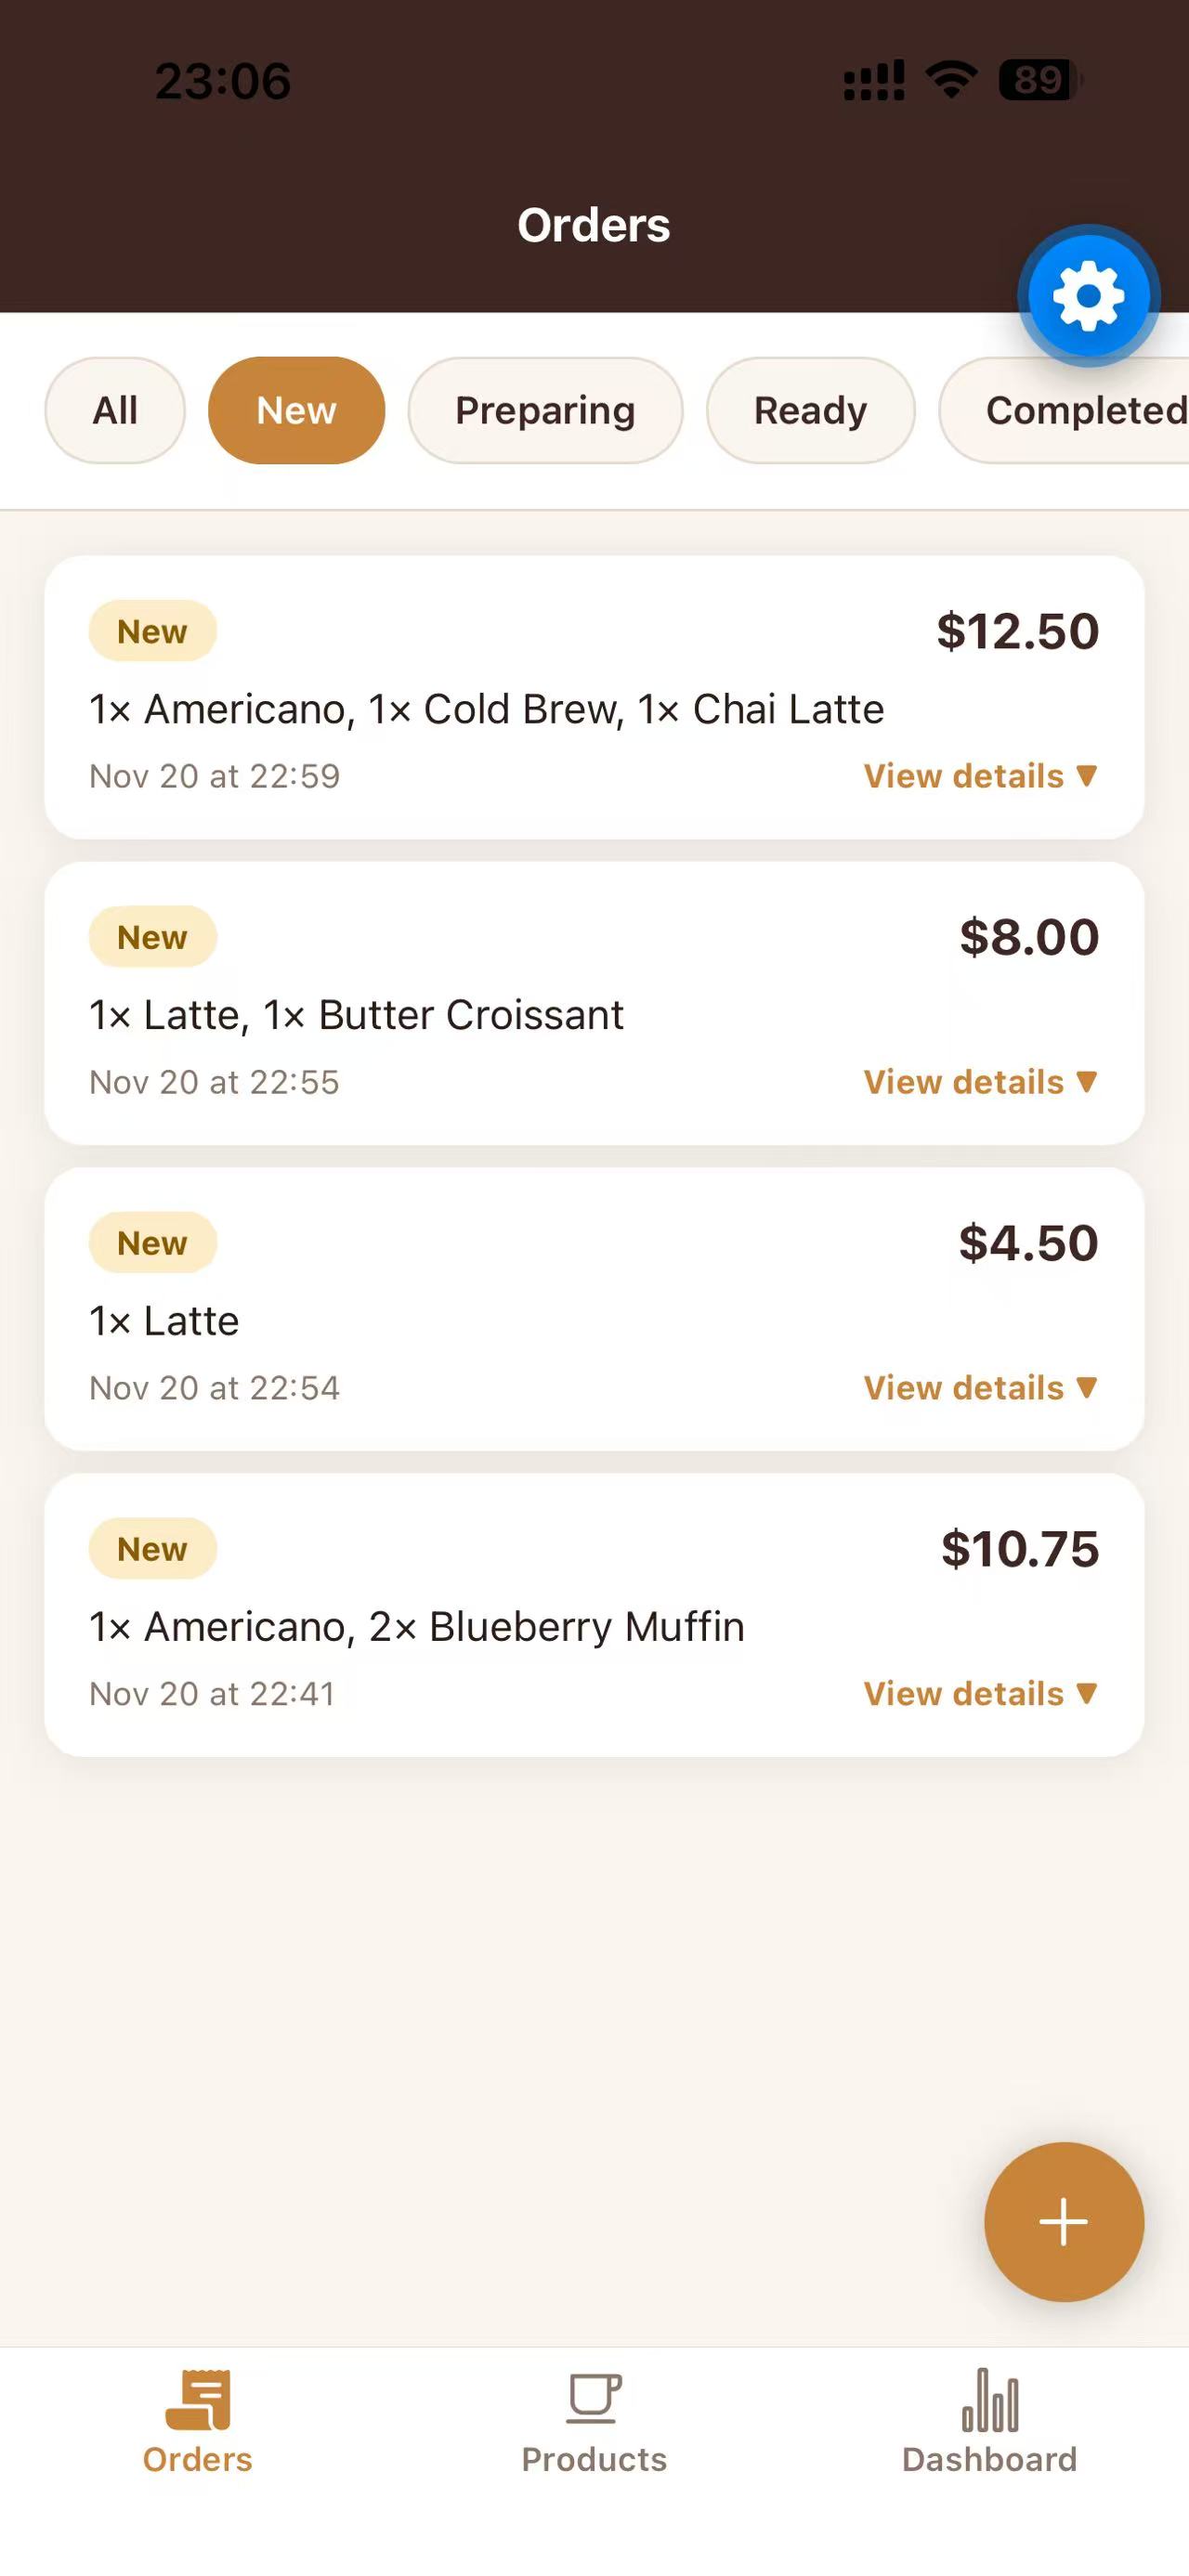 23:06
89
Orders
All
New
Preparing
Ready
Completed
New
$12.50
1× Americano, 1× Cold Brew, 1× Chai Latte
Nov 20 at 22:59
View details ▼
New
$8.00
1× Latte, 1× Butter Croissant
Nov 20 at 22:55
View details ▼
New
$4.50
1× Latte
Nov 20 at 22:54
View details ▼
New
$10.75
1× Americano, 2× Blueberry Muffin
Nov 20 at 22:41
View details ▼
Orders
Products
Dashboard